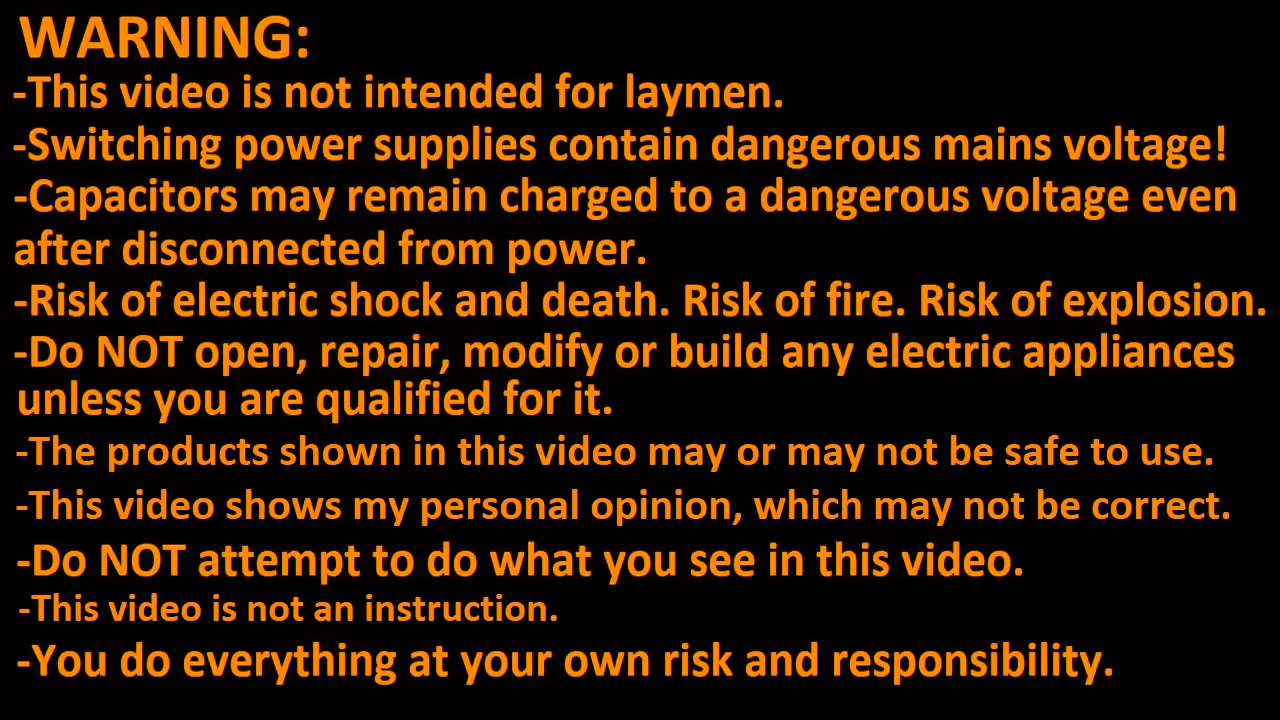 WARNING:
-This video is not intended for laymen.
-Switching power supplies contain dangerous mains voltage!
-Capacitors may remain charged to a dangerous voltage even
after disconnected from power.
-Risk of electric shock and death. Risk of fire. Risk of explosion.
-Do NOT open, repair, modify or build any electric appliances
unless you are qualified for it.
-The products shown in this video may or may not be safe to use.
-This video shows my personal opinion, which may not be correct.
-Do NOT attempt to do what you see in this video.
-This video is not an instruction.
-You do everything at your own risk and responsibility.